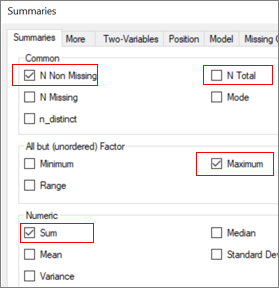 Summaries
Summaries More Two-Variables Position Model Missing
Common
N Non Missing N Total
N Missing Mode
n_distinct
All but (unordered) Factor
Minimum Maximum
Range
Numeric
Sum Median
Mean Standard
Variance